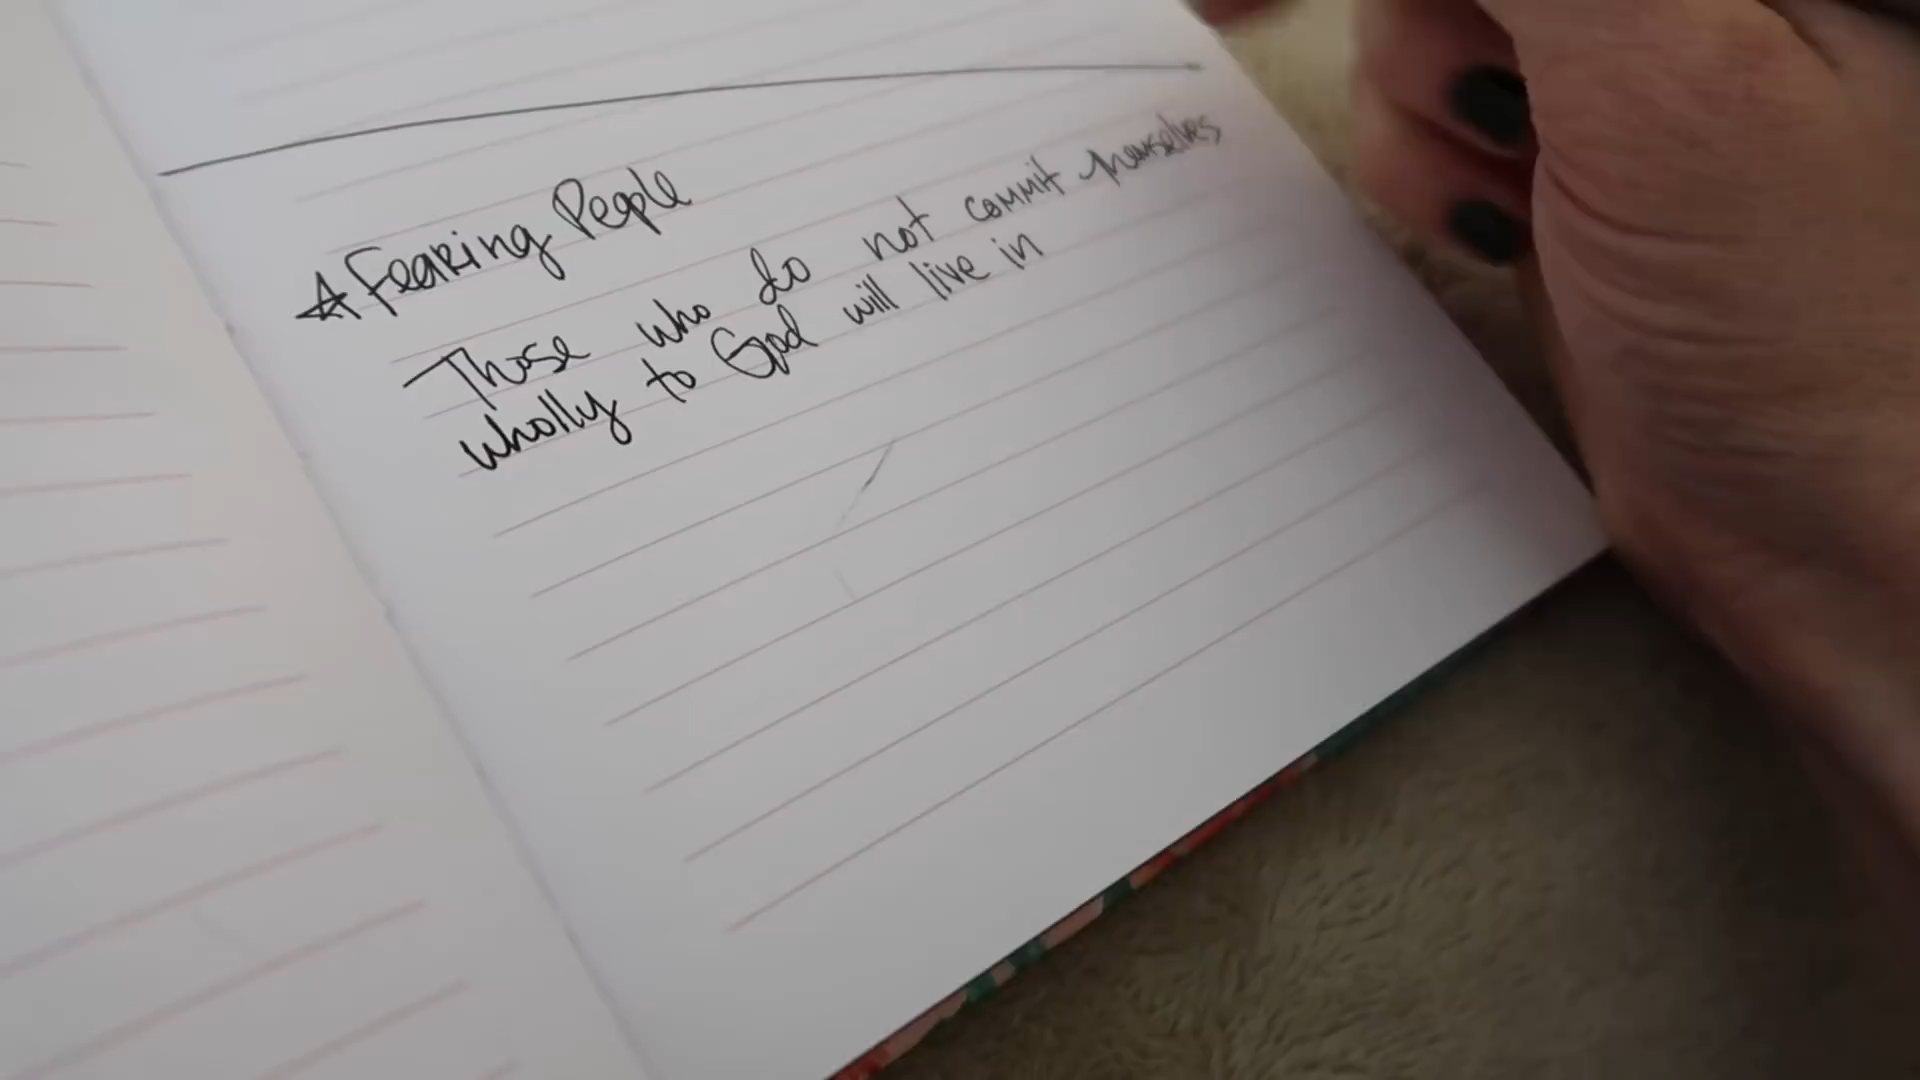 ☆ Fearing People
Those who do not commit themselves
wholly to God will live in